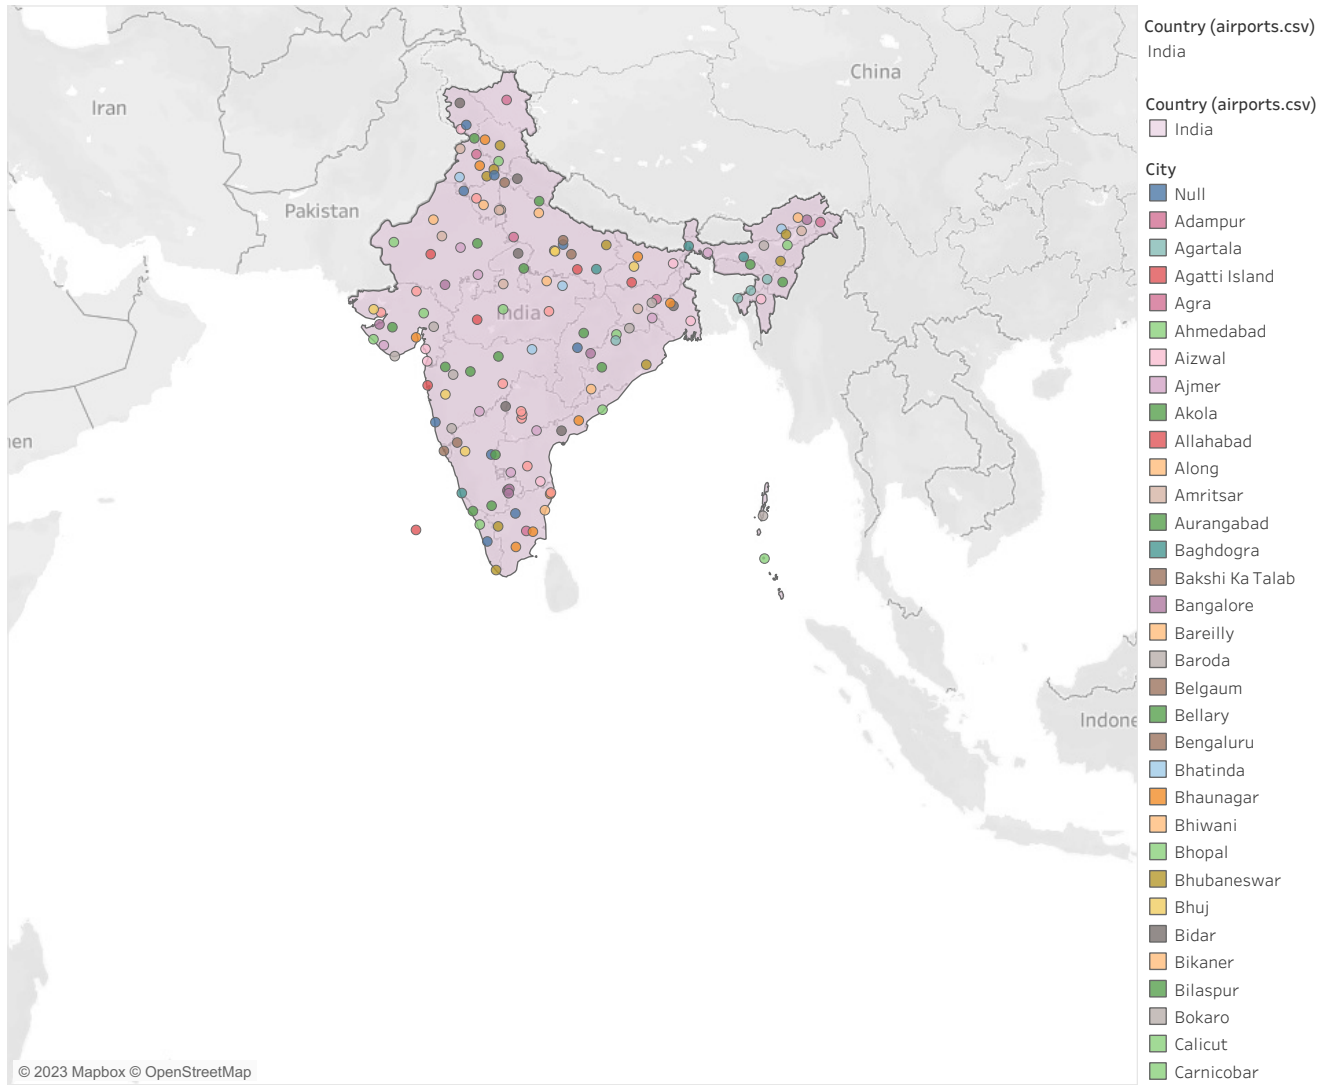 Iran
China
Pakistan
India
Indone
nen
© 2023 Mapbox © OpenStreetMap
Country (airports.csv)
India
Country (airports.csv)
India
City
Null
Adampur
Agartala
Agatti Island
Agra
Ahmedabad
Aizwal
Ajmer
Akola
Allahabad
Along
Amritsar
Aurangabad
Baghdogra
Bakshi Ka Talab
Bangalore
Bareilly
Baroda
Belgaum
Bellary
Bengaluru
Bhatinda
Bhaunagar
Bhiwani
Bhopal
Bhubaneswar
Bhuj
Bidar
Bikaner
Bilaspur
Bokaro
Calicut
Carnicobar